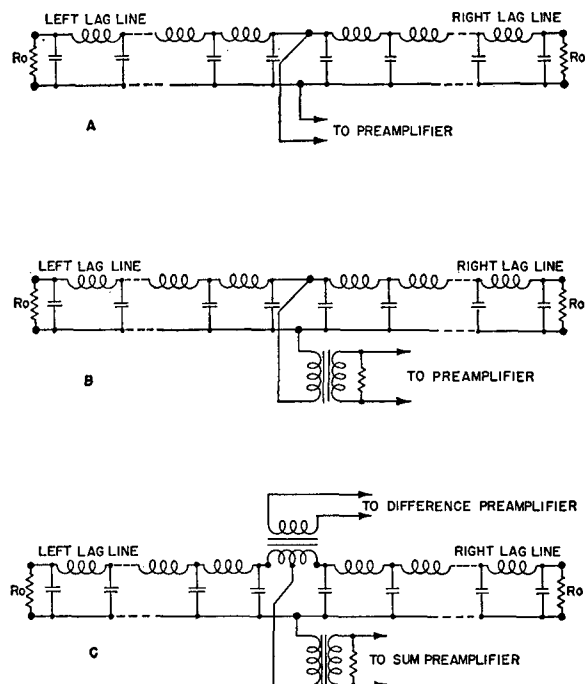 LEFT LAG LINE RIGHT LAG LINE
Ro Ro
A
TO PREAMPLIFIER
LEFT LAG LINE RIGHT LAG LINE
Ro Ro
B
TO PREAMPLIFIER
TO DIFFERENCE PREAMPLIFIER
LEFT LAG LINE RIGHT LAG LINE
Ro Ro
C
TO SUM PREAMPLIFIER